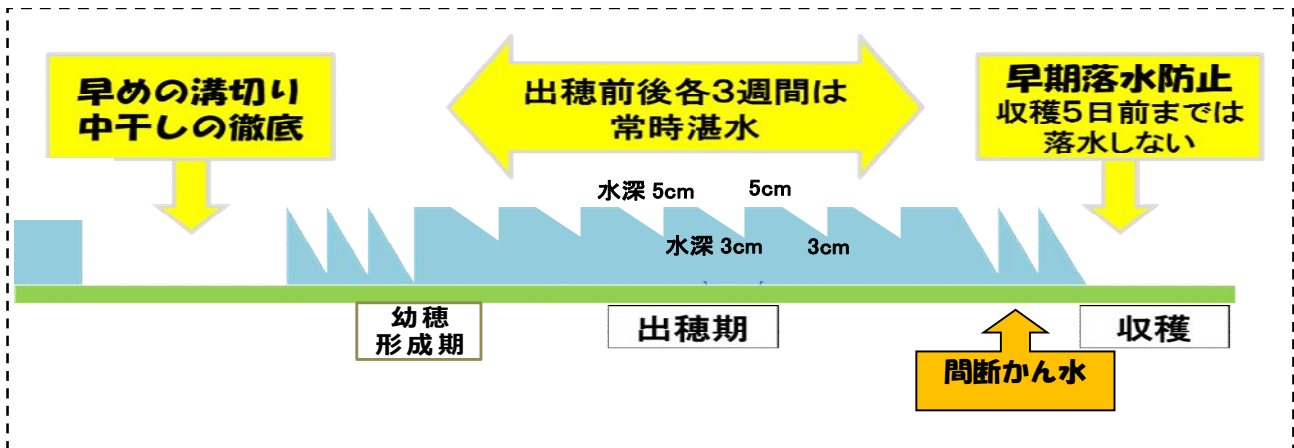 早めの溝切り
中干しの徹底
出穂前後各3週間は
常時湛水
早期落水防止
収穫5日前までは
落水しない
水深 5cm
5cm
水深 3cm
3cm
幼穂
形成期
出穂期
収穫
間断かん水